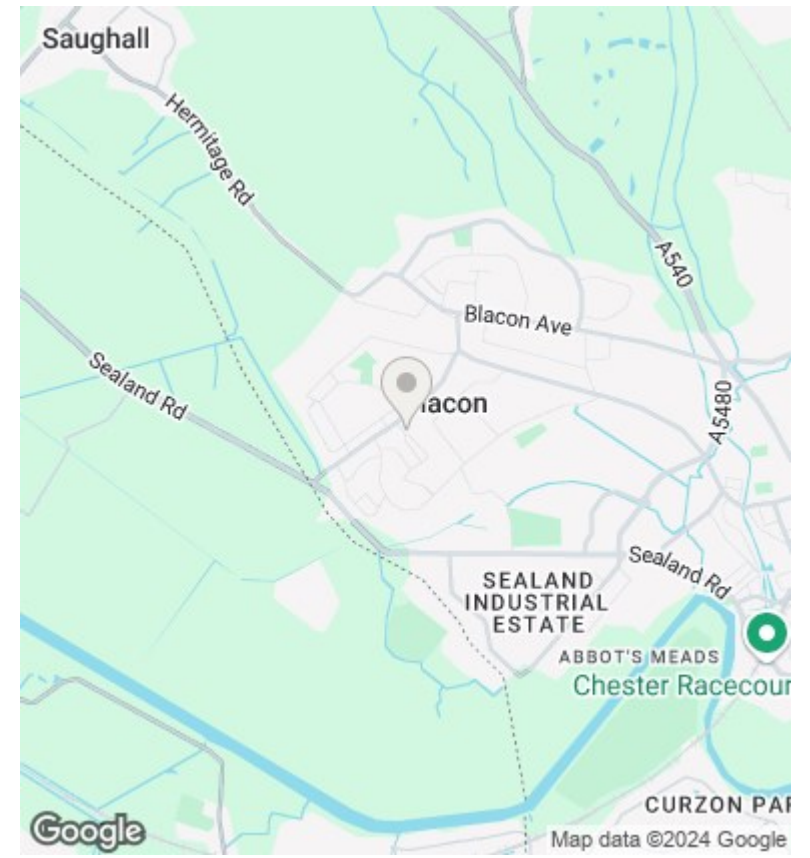 Saughall
Hermitage Rd
A540
Blacon Ave
Sealand Rd
lacon
A5480
Sealand Rd
SEALAND
INDUSTRIAL
ESTATE
ABBOT'S MEADS
Chester Racecour
CURZON PAR
Google
Map data ©2024 Google